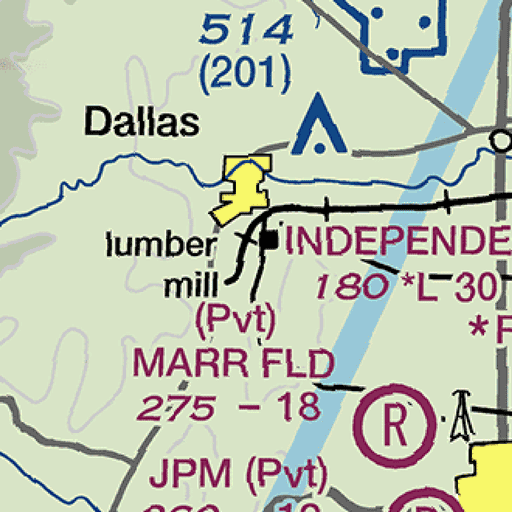 514
(201)
Dallas
lumber
mill
INDEPENDE
180 *L 30
(Pvt)
MARR FLD
275 - 18
R
JPM (Pvt)